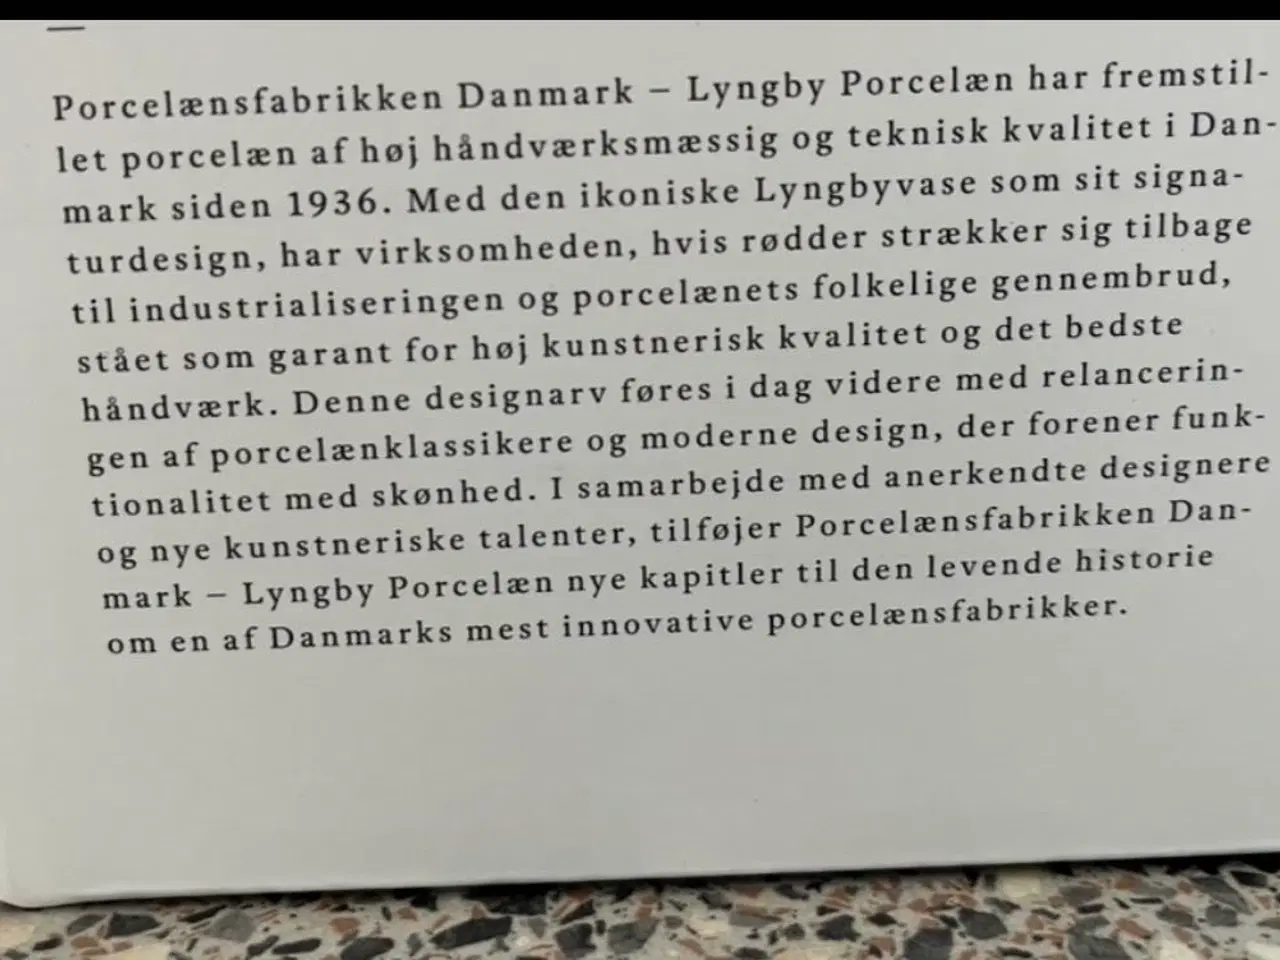 Porcelænsfabrikken Danmark – Lyngby Porcelæn har fremstil-
let porcelæn af høj håndværksmæssig og teknisk kvalitet i Dan-
mark siden 1936. Med den ikoniske Lyngbyvase som sit signa-
turdesign, har virksomheden, hvis rødder strækker sig tilbage
til industrialiseringen og porcelænets folkelige gennembrud,
stået som garant for høj kunstnerisk kvalitet og det bedste
håndværk. Denne designarv føres i dag videre med relancerin-
gen af porcelænklassikere og moderne design, der forener funk-
tionalitet med skønhed. I samarbejde med anerkendte designere
og nye kunstneriske talenter, tilføjer Porcelænsfabrikken Dan-
mark – Lyngby Porcelæn nye kapitler til den levende historie
om en af Danmarks mest innovative porcelænsfabrikker.